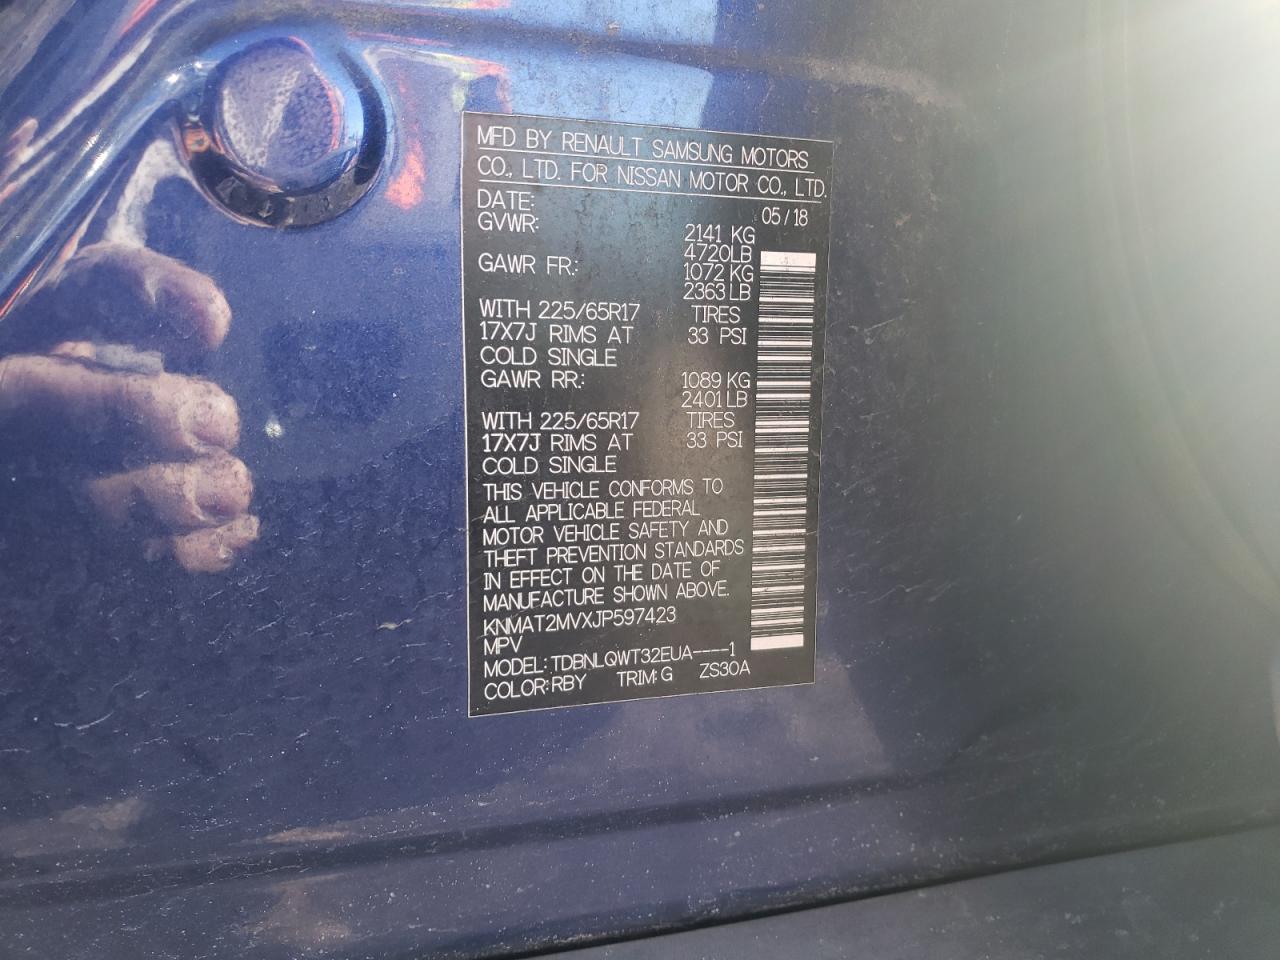 MFD BY RENAULT SAMSUNG MOTORS
CO., LTD. FOR NISSAN MOTOR CO., LTD.
DATE: 05/18
GVWR: 2141 KG
4720LB
GAWR FR.: 1072 KG
2363 LB
WITH 225/65R17 TIRES
17X7J RIMS AT 33 PSI
COLD SINGLE
GAWR RR.: 1089 KG
2401 LB
WITH 225/65R17 TIRES
17X7J RIMS AT 33 PSI
COLD SINGLE
THIS VEHICLE CONFORMS TO
ALL APPLICABLE FEDERAL
MOTOR VEHICLE SAFETY AND
THEFT PREVENTION STANDARDS
IN EFFECT ON THE DATE OF
MANUFACTURE SHOWN ABOVE.
KNMAT2MVXJP597423
MPV
MODEL: TDBNLQWT32EUA----1
COLOR: RBY TRIM: G ZS30A